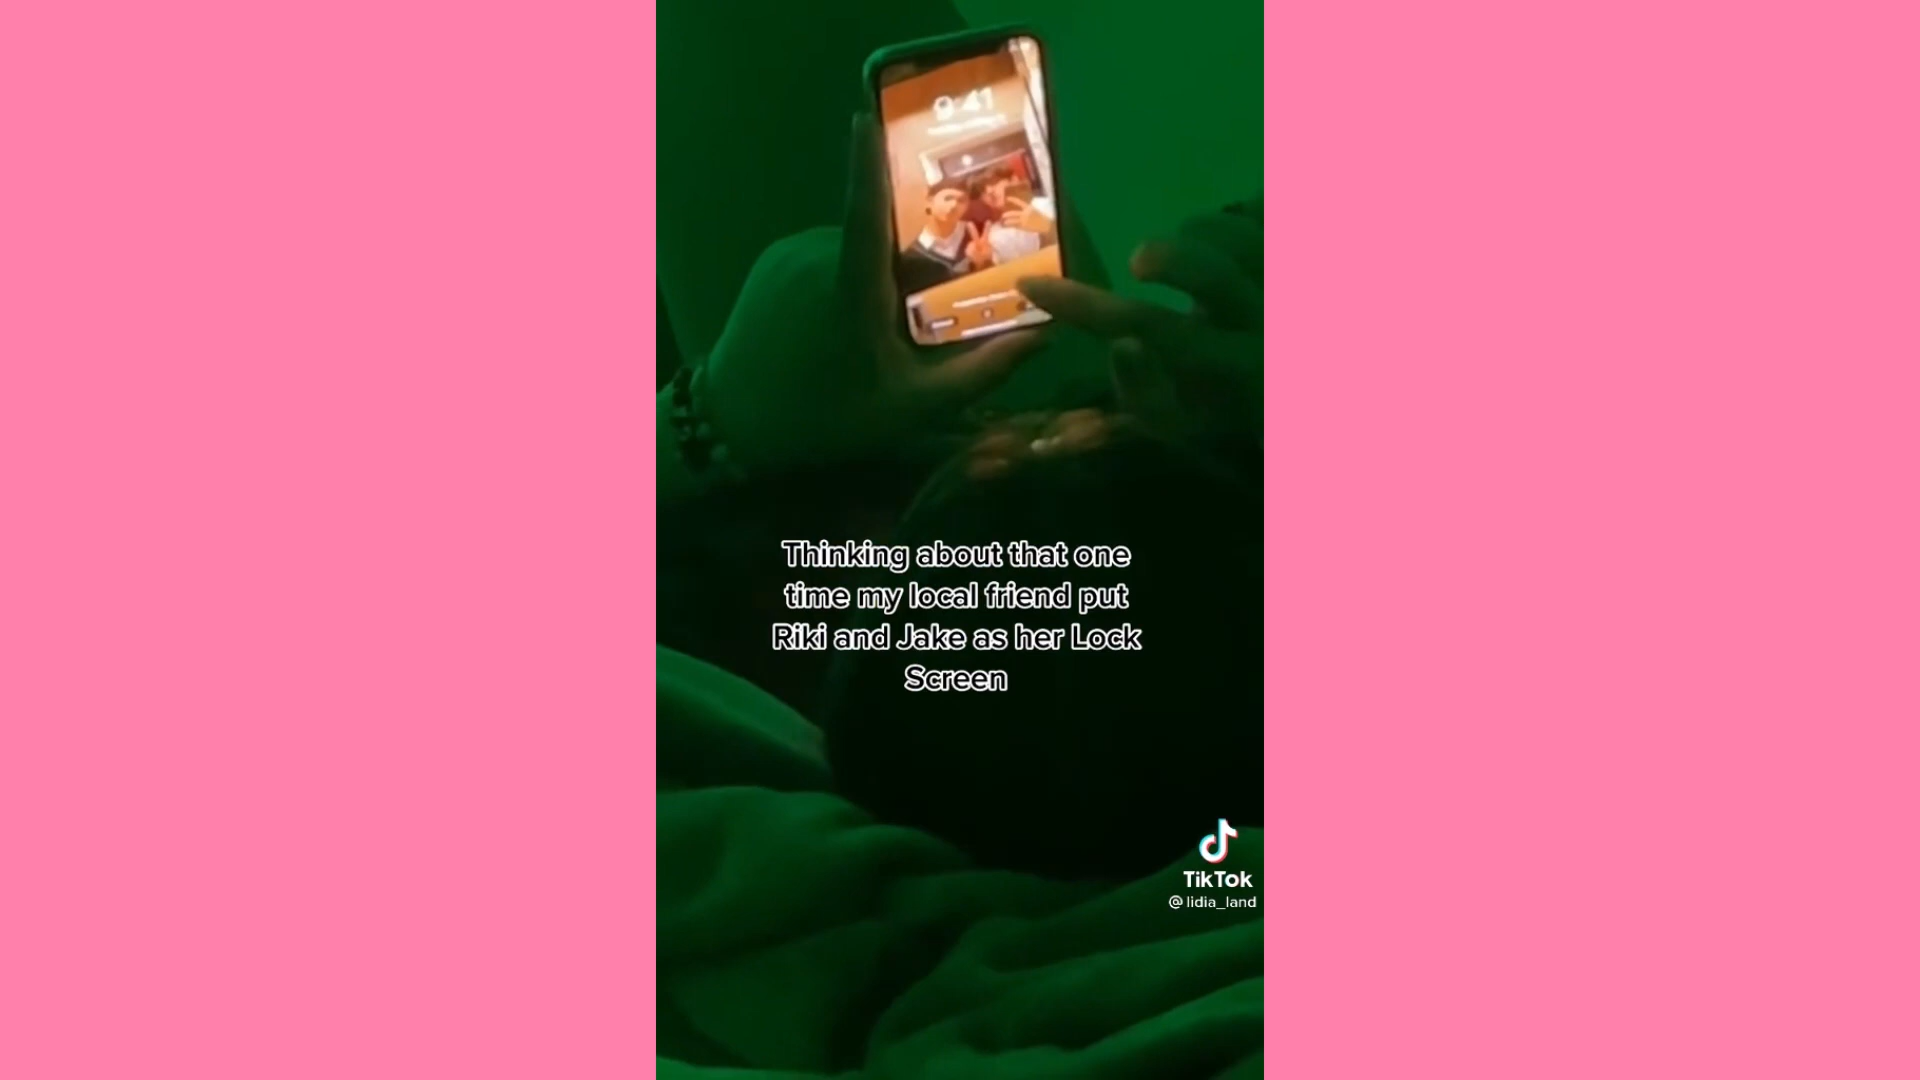 9:41
Thinking about that one
time my local friend put
Riki and Jake as her Lock
Screen
TikTok
@lidia_land